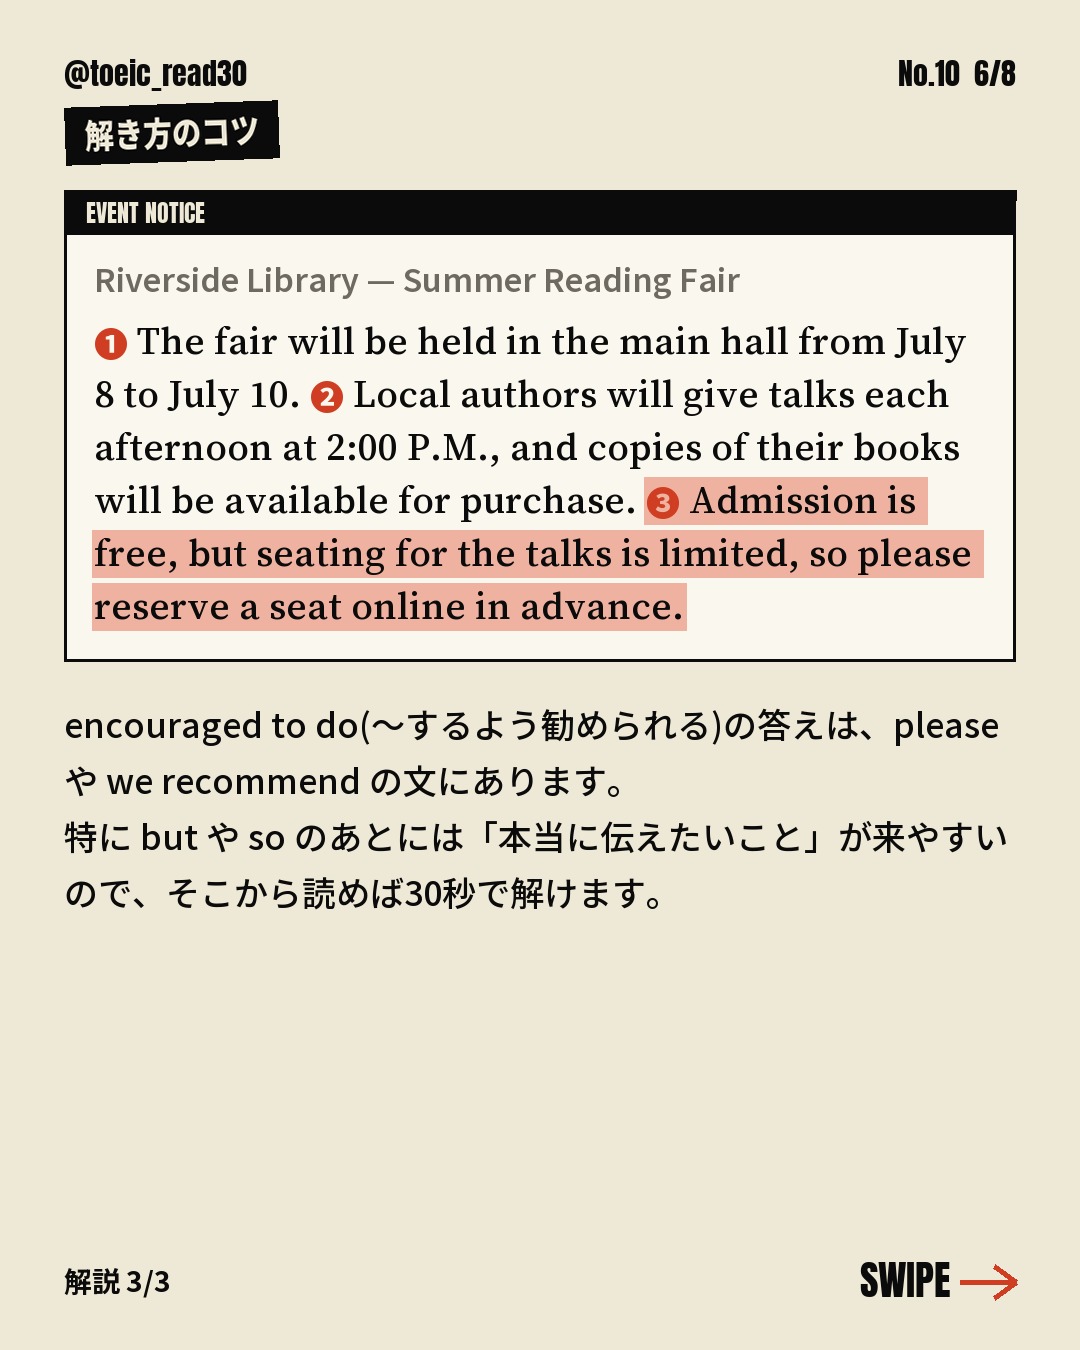 @toeic_read30
No.10 6/8
解き方のコツ
EVENT NOTICE
Riverside Library — Summer Reading Fair
❶ The fair will be held in the main hall from July
8 to July 10. ❷ Local authors will give talks each
afternoon at 2:00 P.M., and copies of their books
will be available for purchase. ❸ Admission is
free, but seating for the talks is limited, so please
reserve a seat online in advance.
encouraged to do(〜するよう勧められる)の答えは、please
や we recommend の文にあります。
特に but や so のあとには「本当に伝えたいこと」が来やすい
ので、そこから読めば30秒で解けます。
解説 3/3
SWIPE